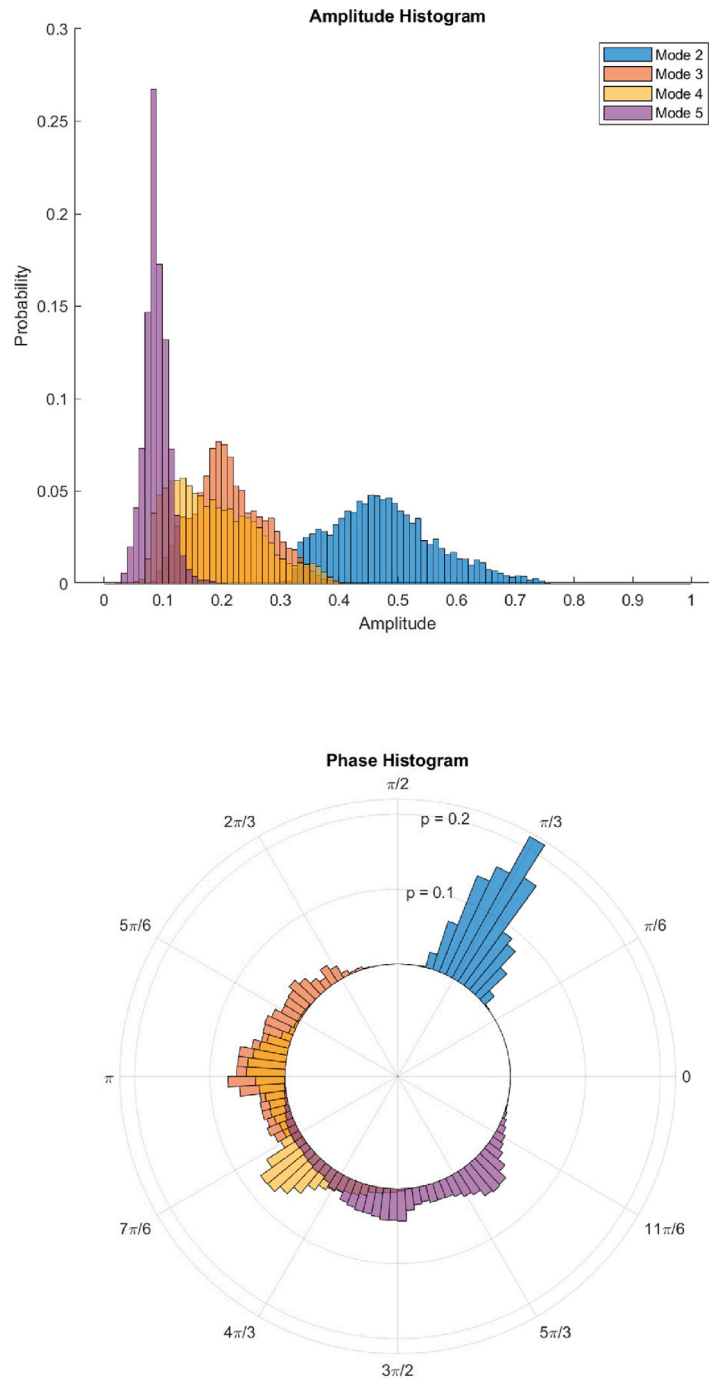 Amplitude Histogram
0.3
0.25
0.2
0.15
0.1
0.05
0
Probability
Mode 2
Mode 3
Mode 4
Mode 5
0 0.1 0.2 0.3 0.4 0.5 0.6 0.7 0.8 0.9 1
Amplitude
Phase Histogram
π/2
2π/3 p = 0.2 π/3
p = 0.1
5π/6 π/6
π 0
7π/6 11π/6
4π/3 5π/3
3π/2